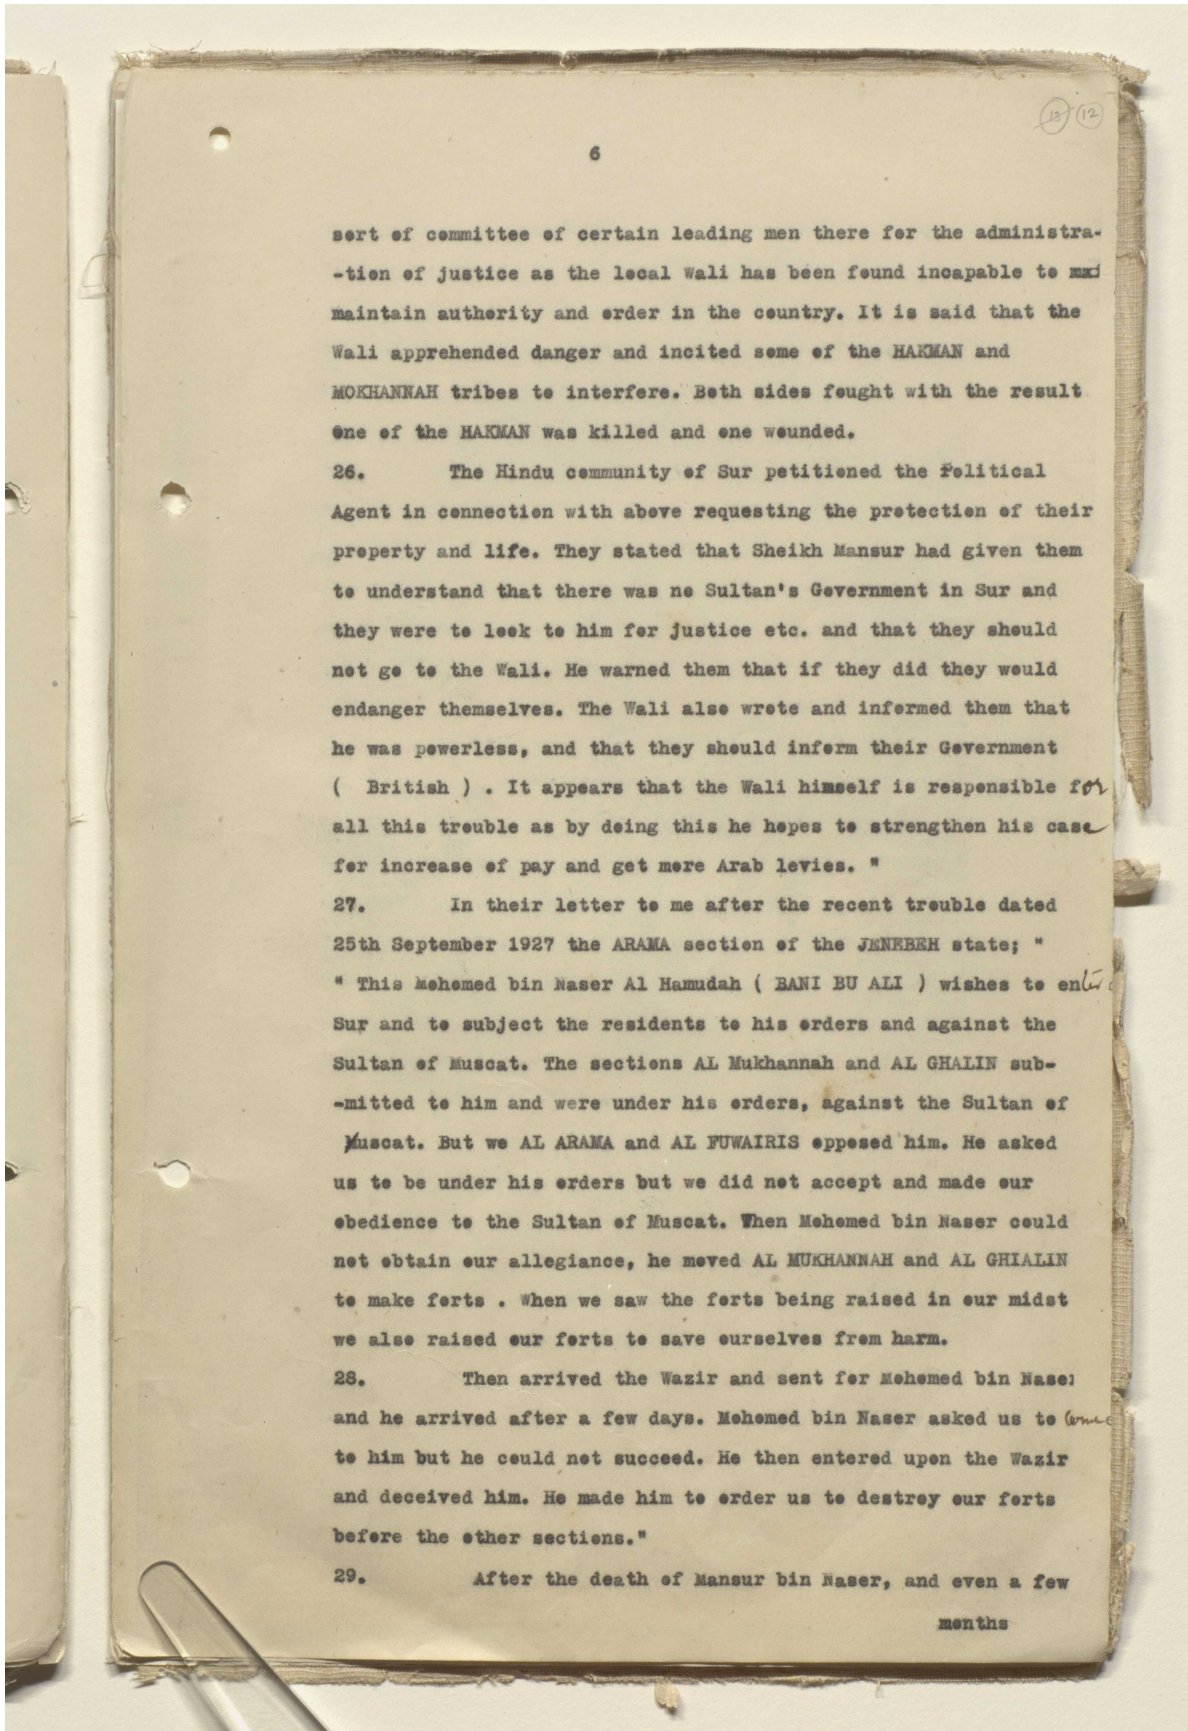 13 12
6
sort of committee of certain leading men there for the administra-
-tion of justice as the local Wali has been found incapable to
maintain authority and order in the country. It is said that the
Wali apprehended danger and incited some of the HAKMAN and
MOKHANNAH tribes to interfere. Both sides fought with the result
One of the HAKMAN was killed and one wounded.
26. The Hindu community of Sur petitioned the Political
Agent in connection with above requesting the protection of their
property and life. They stated that Sheikh Mansur had given them
to understand that there was no Sultan's Government in Sur and
they were to look to him for justice etc. and that they should
not go to the Wali. He warned them that if they did they would
endanger themselves. The Wali also wrote and informed them that
he was powerless, and that they should inform their Government
( British ) . It appears that the Wali himself is responsible for
all this trouble as by doing this he hopes to strengthen his case
for increase of pay and get more Arab levies. "
27. In their letter to me after the recent trouble dated
25th September 1927 the ARAMA section of the JENEBEH state; "
" This Mohomed bin Naser Al Hamudah ( BANI BU ALI ) wishes to enter
Sur and to subject the residents to his orders and against the
Sultan of Muscat. The sections AL Mukhannah and AL GHALIN sub-
-mitted to him and were under his orders, against the Sultan of
Muscat. But we AL ARAMA and AL FUWAIRIS opposed him. He asked
us to be under his orders but we did not accept and made our
obedience to the Sultan of Muscat. When Mohomed bin Naser could
not obtain our allegiance, he moved AL MUKHANNAH and AL GHIALIN
to make forts . When we saw the forts being raised in our midst
we also raised our forts to save ourselves from harm.
28. Then arrived the Wazir and sent for Mohomed bin Naser
and he arrived after a few days. Mohomed bin Naser asked us to come
to him but he could not succeed. He then entered upon the Wazir
and deceived him. He made him to order us to destroy our forts
before the other sections."
29. After the death of Mansur bin Naser, and even a few
months